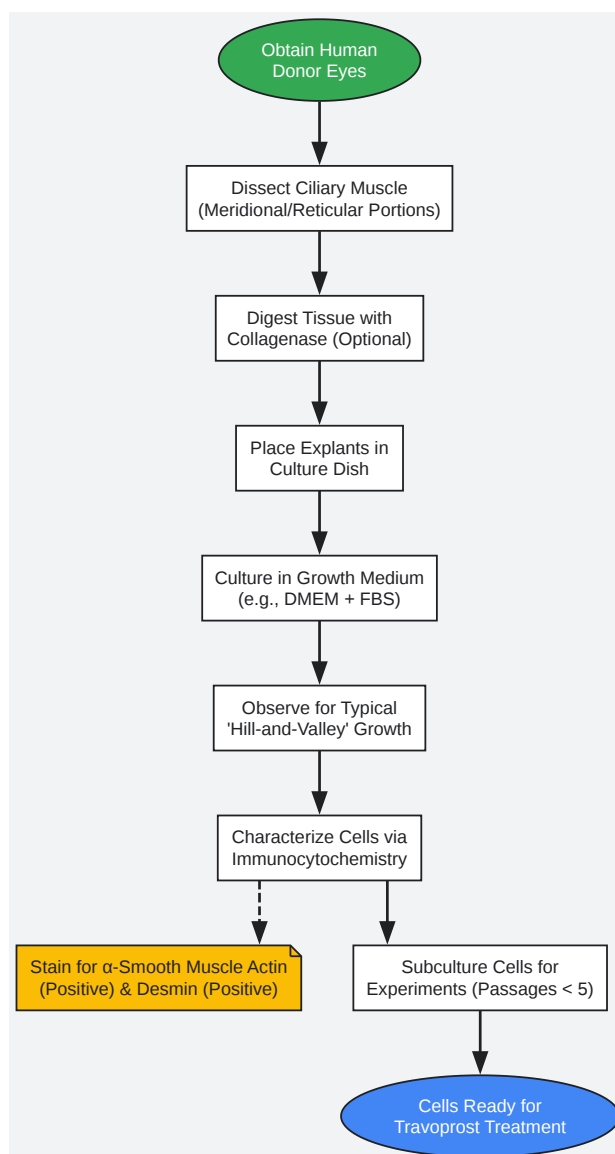 Obtain Human
Donor Eyes
Dissect Ciliary Muscle
(Meridional/Reticular Portions)
Digest Tissue with
Collagenase (Optional)
Place Explants in
Culture Dish
Culture in Growth Medium
(e.g., DMEM + FBS)
Observe for Typical
'Hill-and-Valley' Growth
Characterize Cells via
Immunocytochemistry
Stain for α-Smooth Muscle Actin
(Positive) & Desmin (Positive)
Subculture Cells for
Experiments (Passages < 5)
Cells Ready for
Travoprost Treatment